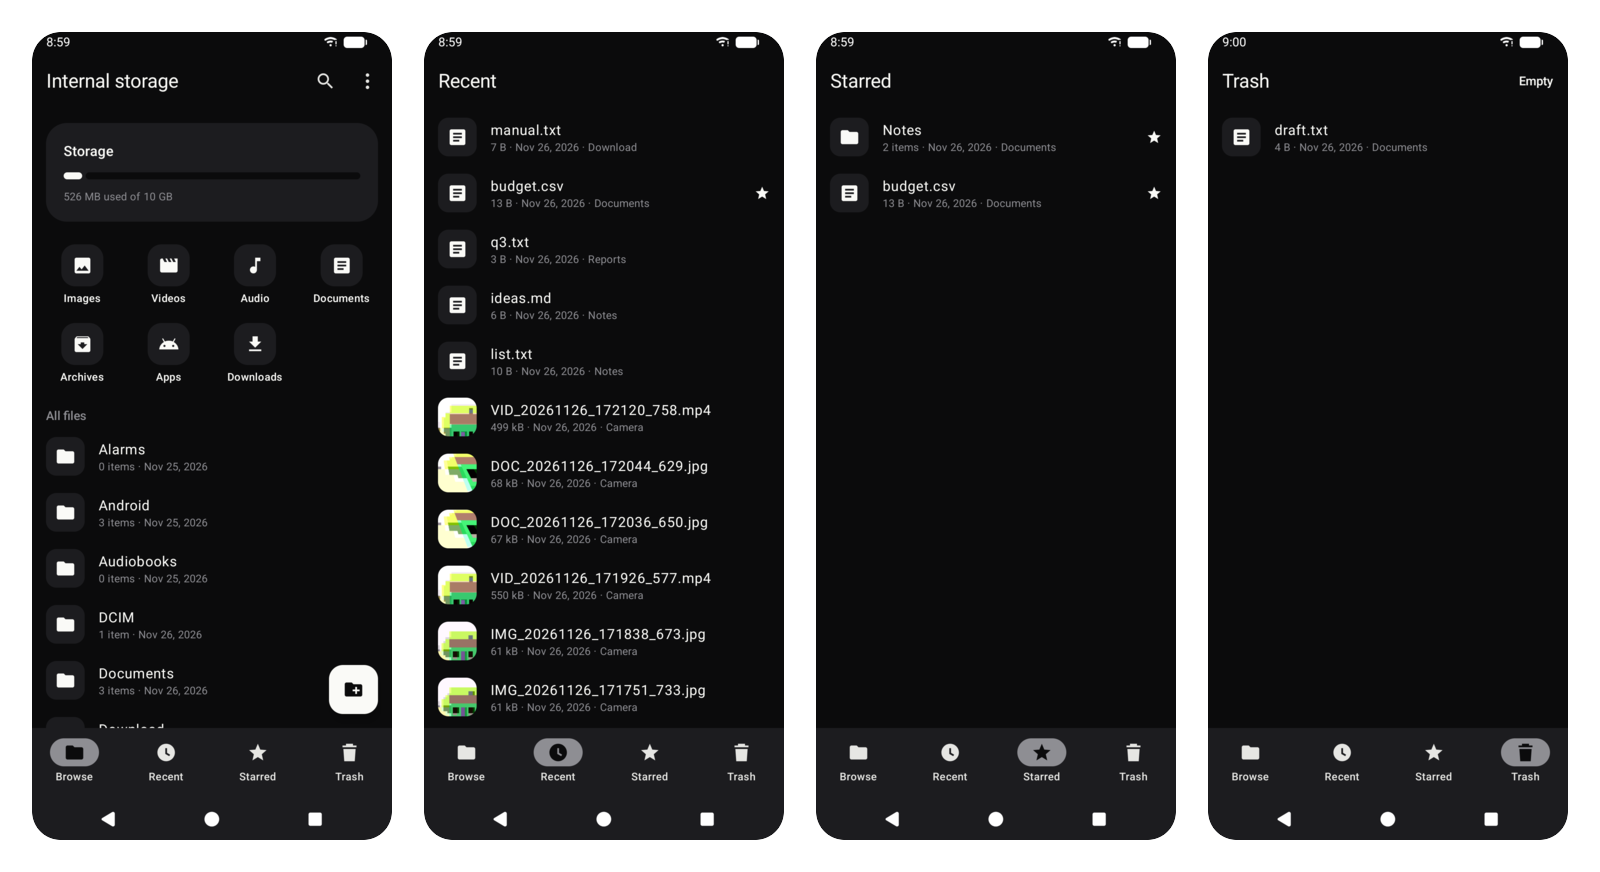 8:59
Internal storage
Storage
526 MB used of 10 GB
Images
Videos
Audio
Documents
Archives
Apps
Downloads
All files
Alarms
0 items · Nov 25, 2026
Android
3 items · Nov 25, 2026
Audiobooks
0 items · Nov 25, 2026
DCIM
1 item · Nov 26, 2026
Documents
3 items · Nov 26, 2026
Download
Browse
Recent
Starred
Trash
8:59
Recent
manual.txt
7 B · Nov 26, 2026 · Download
budget.csv
13 B · Nov 26, 2026 · Documents
q3.txt
3 B · Nov 26, 2026 · Reports
ideas.md
6 B · Nov 26, 2026 · Notes
list.txt
10 B · Nov 26, 2026 · Notes
VID_20261126_172120_758.mp4
499 kB · Nov 26, 2026 · Camera
DOC_20261126_172044_629.jpg
68 kB · Nov 26, 2026 · Camera
DOC_20261126_172036_650.jpg
67 kB · Nov 26, 2026 · Camera
VID_20261126_171926_577.mp4
550 kB · Nov 26, 2026 · Camera
IMG_20261126_171838_673.jpg
61 kB · Nov 26, 2026 · Camera
IMG_20261126_171751_733.jpg
61 kB · Nov 26, 2026 · Camera
Browse
Recent
Starred
Trash
8:59
Starred
Notes
2 items · Nov 26, 2026 · Documents
budget.csv
13 B · Nov 26, 2026 · Documents
Browse
Recent
Starred
Trash
9:00
Trash
Empty
draft.txt
4 B · Nov 26, 2026 · Documents
Browse
Recent
Starred
Trash